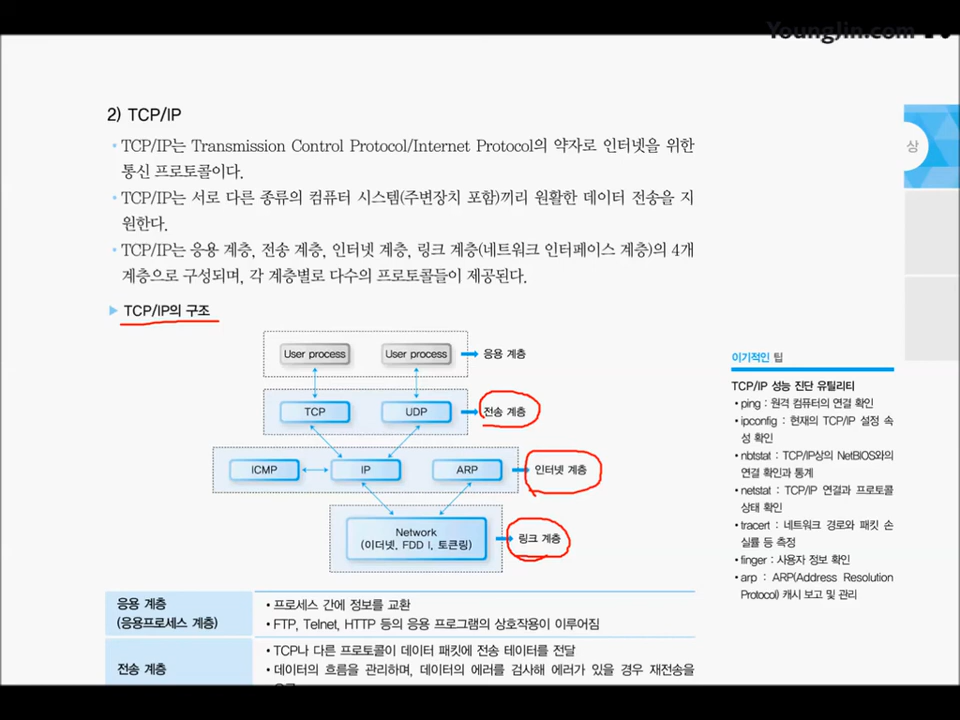 YoungJin.com
2) TCP/IP
• TCP/IP는 Transmission Control Protocol/Internet Protocol의 약자로 인터넷을 위한
통신 프로토콜이다.
• TCP/IP는 서로 다른 종류의 컴퓨터 시스템(주변장치 포함)끼리 원활한 데이터 전송을 지
원한다.
• TCP/IP는 응용 계층, 전송 계층, 인터넷 계층, 링크 계층(네트워크 인터페이스 계층)의 4개
계층으로 구성되며, 각 계층별로 다수의 프로토콜들이 제공된다.
▶ TCP/IP의 구조
User process User process 응용 계층
TCP UDP 전송 계층
ICMP IP ARP 인터넷 계층
Network
(이더넷, FDD I, 토큰링) 링크 계층
응용 계층
(응용프로세스 계층)
• 프로세스 간에 정보를 교환
• FTP, Telnet, HTTP 등의 응용 프로그램의 상호작용이 이루어짐
전송 계층
• TCP나 다른 프로토콜이 데이터 패킷에 전송 테이터를 전달
• 데이터의 흐름을 관리하며, 데이터의 에러를 검사해 에러가 있을 경우 재전송을
상
이기적인 팁
TCP/IP 성능 진단 유틸리티
• ping : 원격 컴퓨터의 연결 확인
• ipconfig : 현재의 TCP/IP 설정 속
성 확인
• nbtstat : TCP/IP상의 NetBIOS와의
연결 확인과 통계
• netstat : TCP/IP 연결과 프로토콜
상태 확인
• tracert : 네트워크 경로와 패킷 손
실률 등 측정
• finger : 사용자 정보 확인
• arp : ARP(Address Resolution
Protocol) 캐시 보고 및 관리